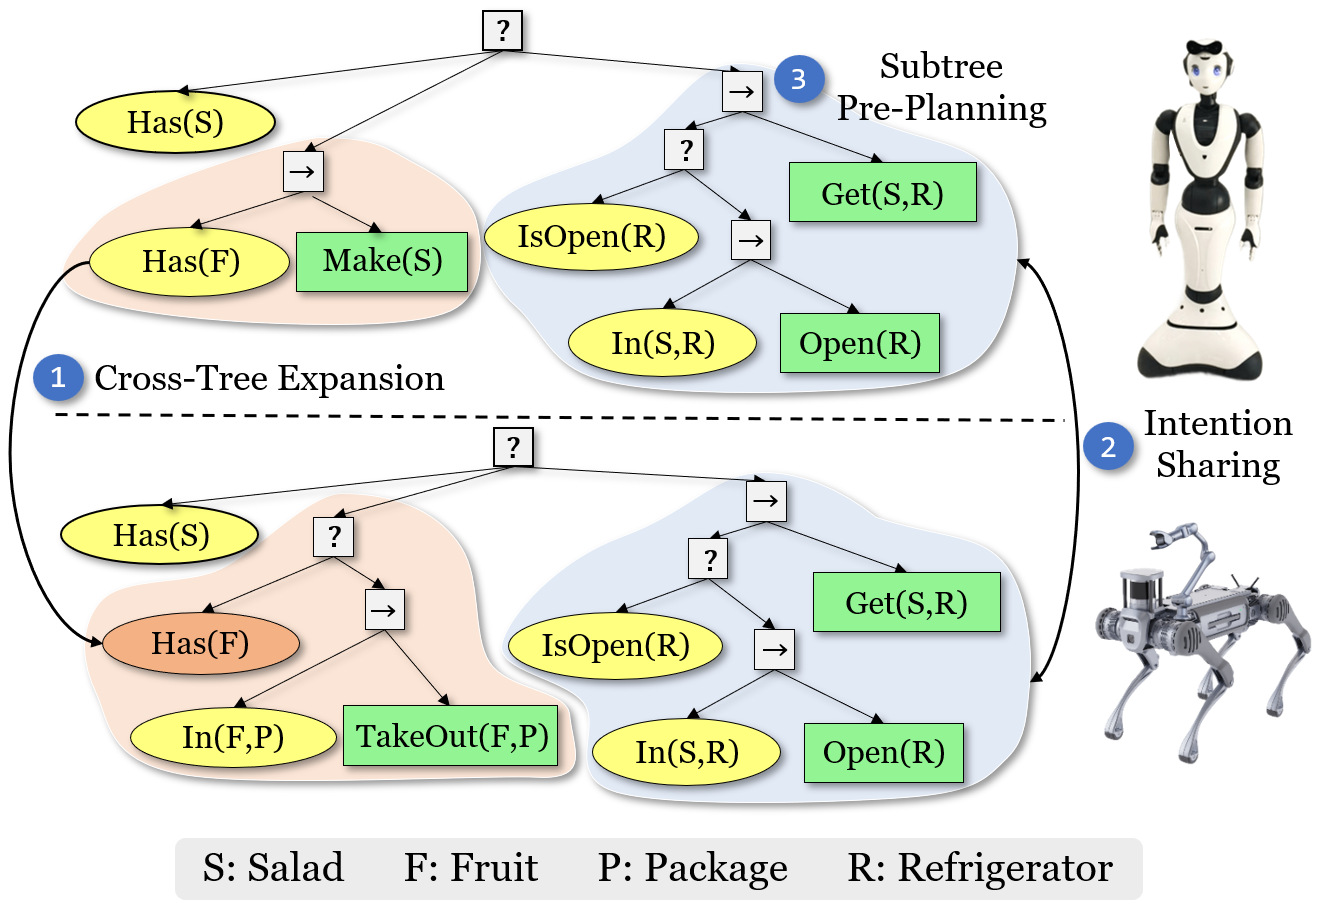 ?
3
Subtree
Pre-Planning
→
Has(S)
?
→
Get(S,R)
IsOpen(R)
→
Has(F)
Make(S)
In(S,R)
Open(R)
1
Cross-Tree Expansion
2
Intention
Sharing
?
→
Has(S)
?
?
→
Get(S,R)
Has(F)
IsOpen(R)
→
In(F,P)
TakeOut(F,P)
In(S,R)
Open(R)
S: Salad F: Fruit P: Package R: Refrigerator